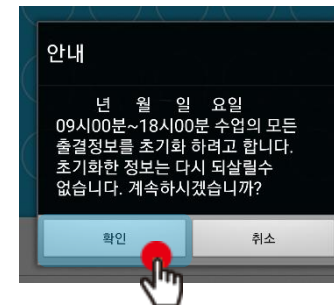 안내
년 월 일 요일
09시00분~18시00분 수업의 모든
출결정보를 초기화 하려고 합니다.
초기화한 정보는 다시 되살릴수
없습니다. 계속하시겠습니까?
확인 취소